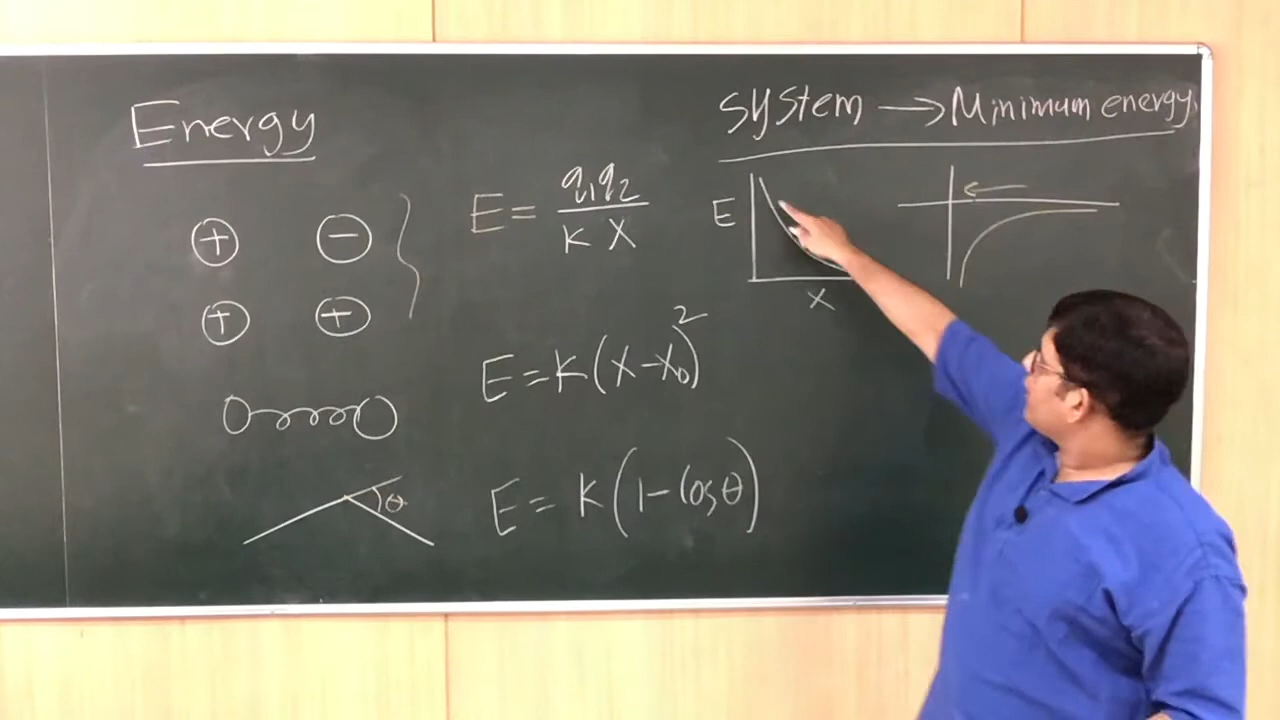 Energy
System → Minimum energy
+ −
+ +
E = q₁q₂ / K X
E
X
E = K(X − X₀)²
θ
E = K(1 − Cosθ)